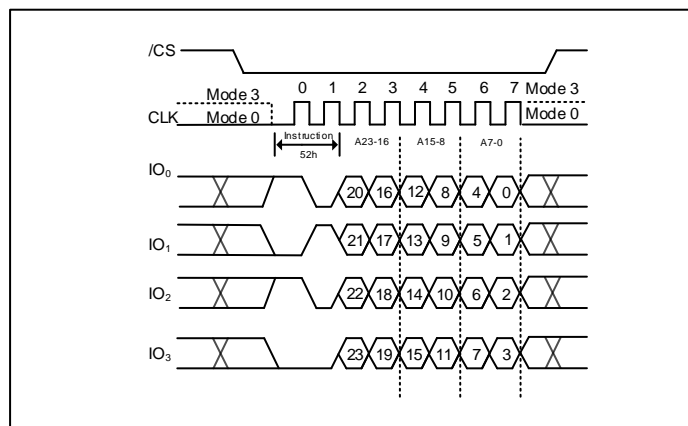 /CS
0 1 2 3 4 5 6 7
Mode 3 Mode 3
CLK Mode 0 Mode 0
Instruction A23-16 A15-8 A7-0
52h
IO₀ 20 16 12 8 4 0
IO₁ 21 17 13 9 5 1
IO₂ 22 18 14 10 6 2
IO₃ 23 19 15 11 7 3